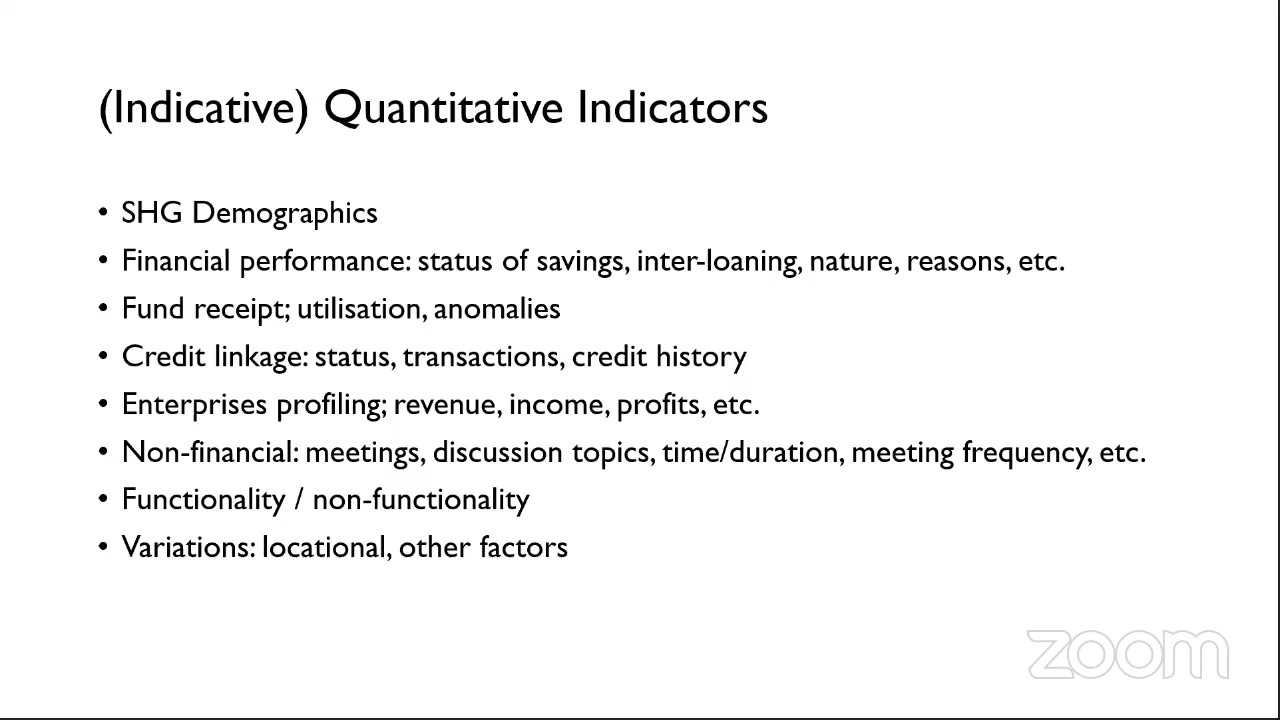 (Indicative) Quantitative Indicators
• SHG Demographics
• Financial performance: status of savings, inter-loaning, nature, reasons, etc.
• Fund receipt; utilisation, anomalies
• Credit linkage: status, transactions, credit history
• Enterprises profiling; revenue, income, profits, etc.
• Non-financial: meetings, discussion topics, time/duration, meeting frequency, etc.
• Functionality / non-functionality
• Variations: locational, other factors
zoom